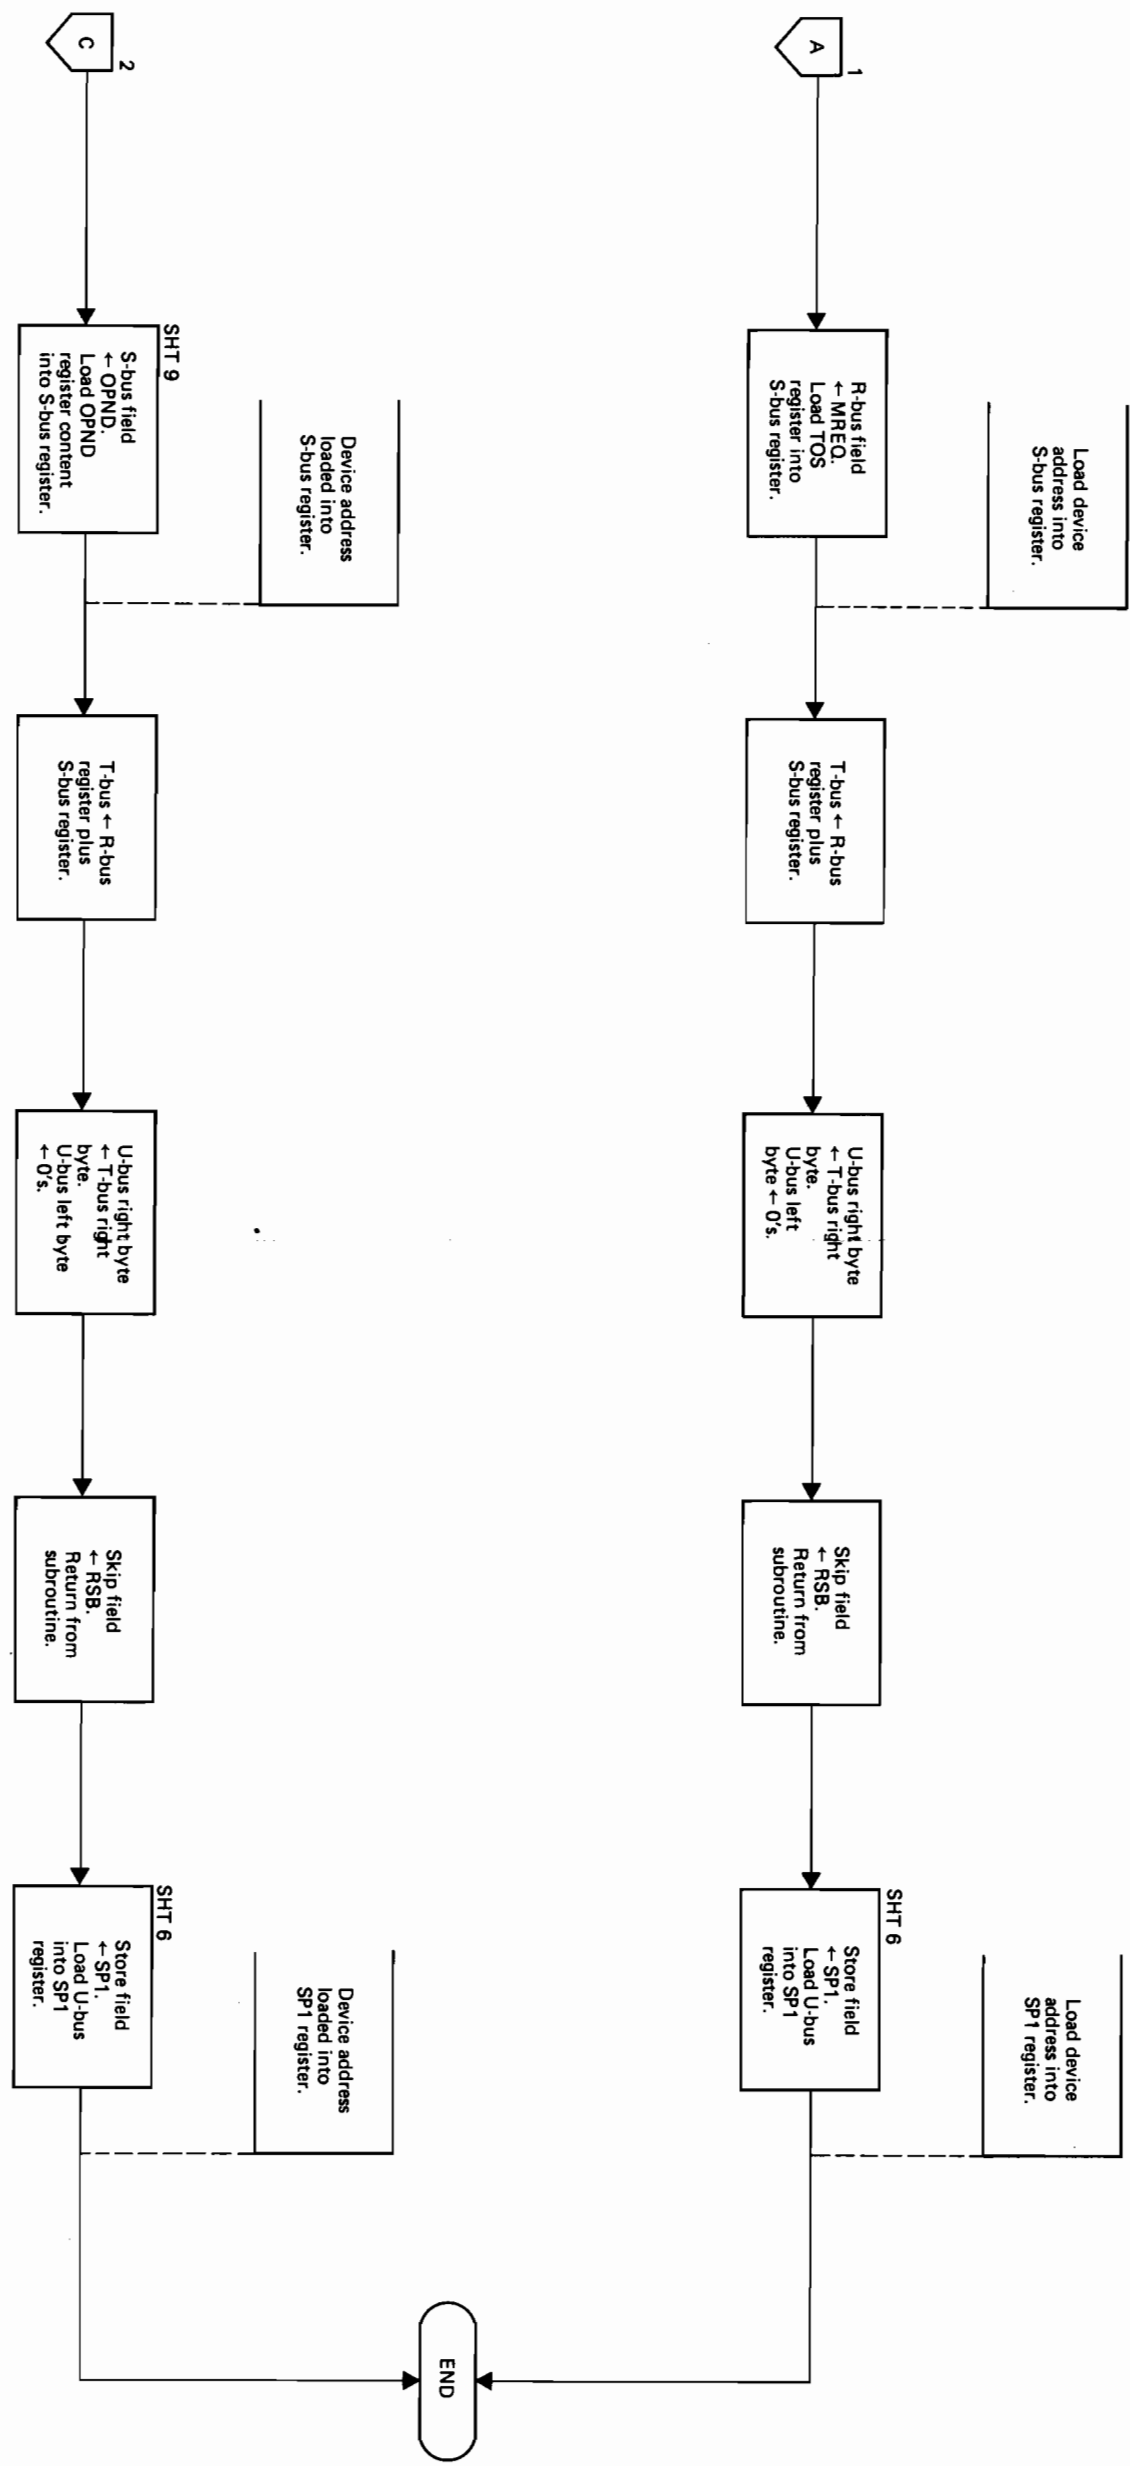 A
1
R-bus field
← MREQ.
Load TOS
register into
S-bus register.
Load device
address into
S-bus register.
T-bus ← R-bus
register plus
S-bus register.
U-bus right byte
← T-bus right
byte.
U-bus left
byte ← 0's.
Skip field
← RSB.
Return from
subroutine.
SHT 6
Store field
← SP1.
Load U-bus
into SP1
register.
Load device
address into
SP1 register.
C
2
SHT 9
S-bus field
← OPND.
Load OPND
register content
into S-bus register.
Device address
loaded into
S-bus register.
T-bus ← R-bus
register plus
S-bus register.
U-bus right byte
← T-bus right
byte.
U-bus left byte
← 0's.
Skip field
← RSB.
Return from
subroutine.
SHT 6
Store field
← SP1.
Load U-bus
into SP1
register.
Device address
loaded into
SP1 register.
END